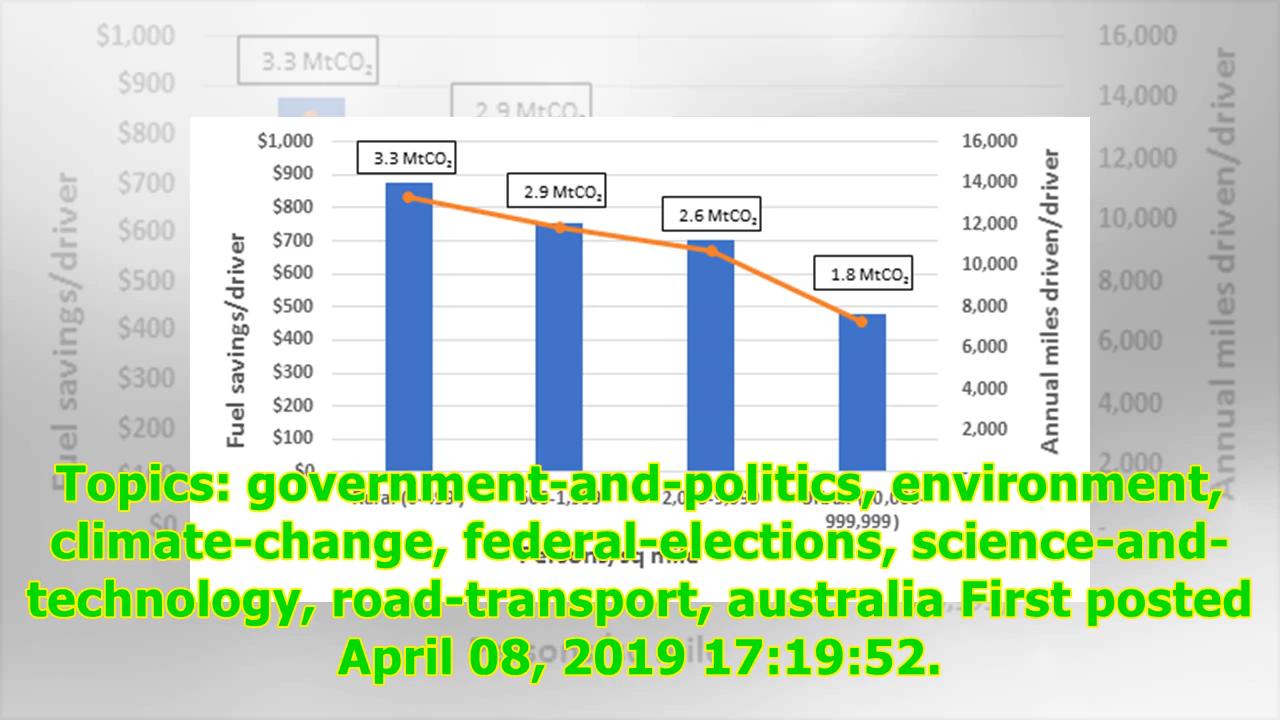 $1,000
$900
$800
$700
$600
$500
$400
$300
$200
$100
$0
Fuel savings/driver
3.3 MtCO₂
2.9 MtCO₂
2.6 MtCO₂
1.8 MtCO₂
16,000
14,000
12,000
10,000
8,000
6,000
4,000
2,000
Annual miles driven/driver
999,999)
Persons/sq mile
Topics: government-and-politics, environment,
climate-change, federal-elections, science-and-
technology, road-transport, australia First posted
April 08, 2019 17:19:52.